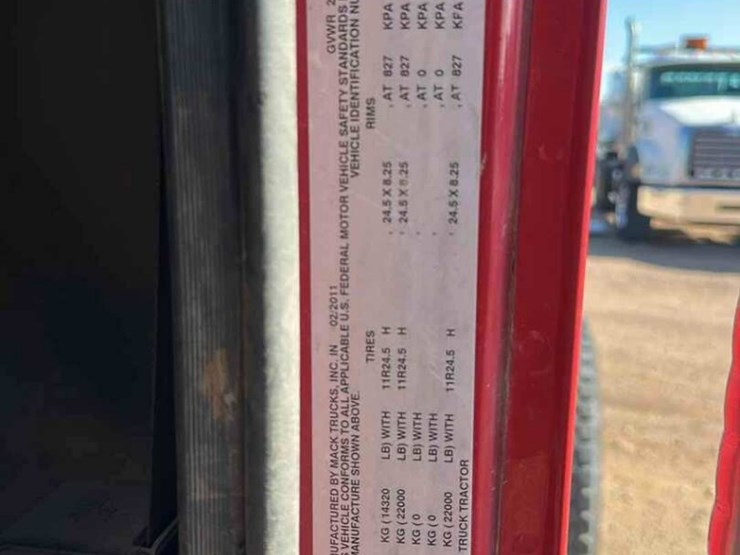 UFACTURED BY MACK TRUCKS, INC. IN 02/2011 GVWR 2
VEHICLE CONFORMS TO ALL APPLICABLE U.S. FEDERAL MOTOR VEHICLE SAFETY STANDARDS
MANUFACTURE SHOWN ABOVE. VEHICLE IDENTIFICATION NU
TIRES RIMS
KG (14320 LB) WITH 11R24.5 H , 24.5 X 8.25 , AT 827 KPA
KG (22000 LB) WITH 11R24.5 H , 24.5 X 8.25 , AT 827 KPA
KG (0 LB) WITH , , AT 0 KPA
KG (0 LB) WITH , , AT 0 KPA
KG (22000 LB) WITH 11R24.5 H , 24.5 X 8.25 , AT 827 KPA
TRUCK TRACTOR